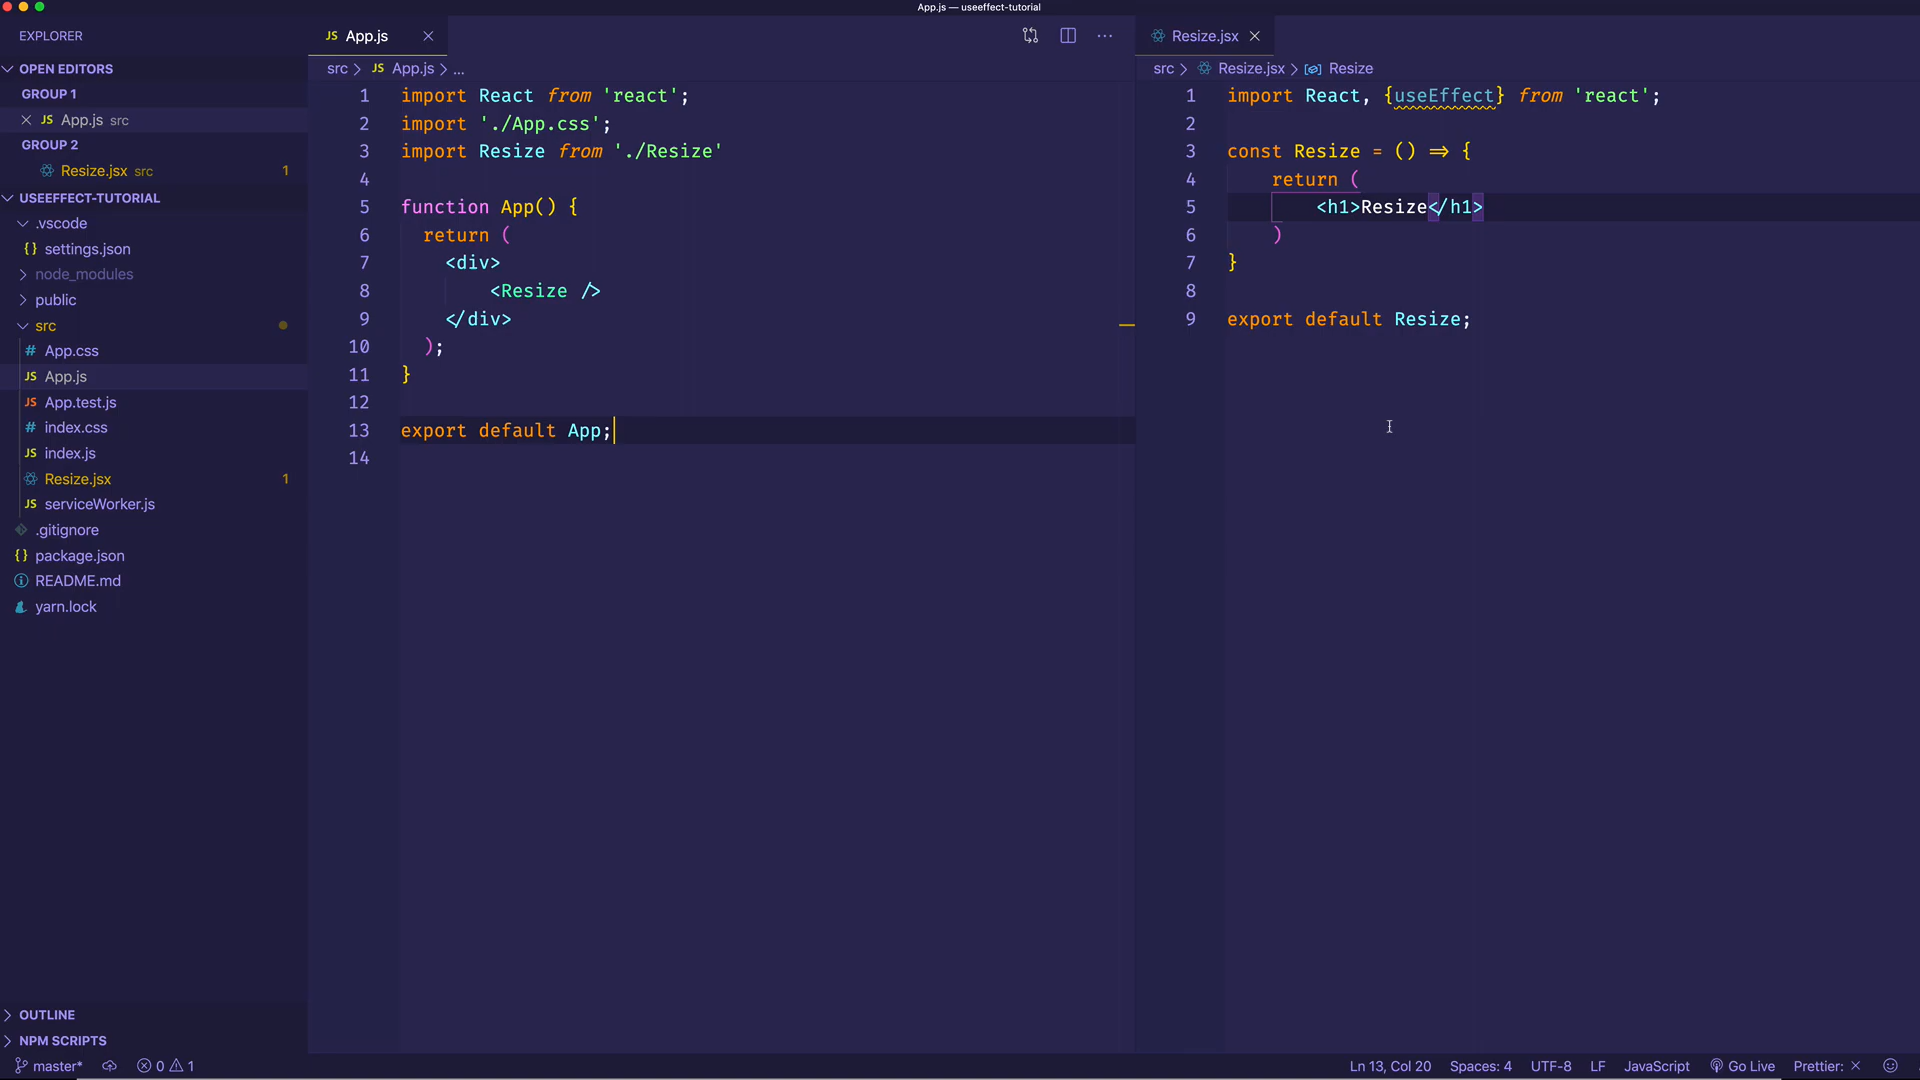 App.js — useeffect-tutorial
EXPLORER
OPEN EDITORS
GROUP 1
JS App.js src
GROUP 2
Resize.jsx src 1
USEEFFECT-TUTORIAL
.vscode
{} settings.json
node_modules
public
src
# App.css
JS App.js
JS App.test.js
# index.css
JS index.js
Resize.jsx 1
JS serviceWorker.js
.gitignore
{} package.json
README.md
yarn.lock
OUTLINE
NPM SCRIPTS
JS App.js
src > JS App.js > ...
1 import React from 'react';
2 import './App.css';
3 import Resize from './Resize'
4
5 function App() {
6 return (
7 <div>
8 <Resize />
9 </div>
10 );
11 }
12
13 export default App;
14
Resize.jsx
src > Resize.jsx > Resize
1 import React, {useEffect} from 'react';
2
3 const Resize = () => {
4 return (
5 <h1>Resize</h1>
6 )
7 }
8
9 export default Resize;
master* 0 1
Ln 13, Col 20 Spaces: 4 UTF-8 LF JavaScript Go Live Prettier: ×